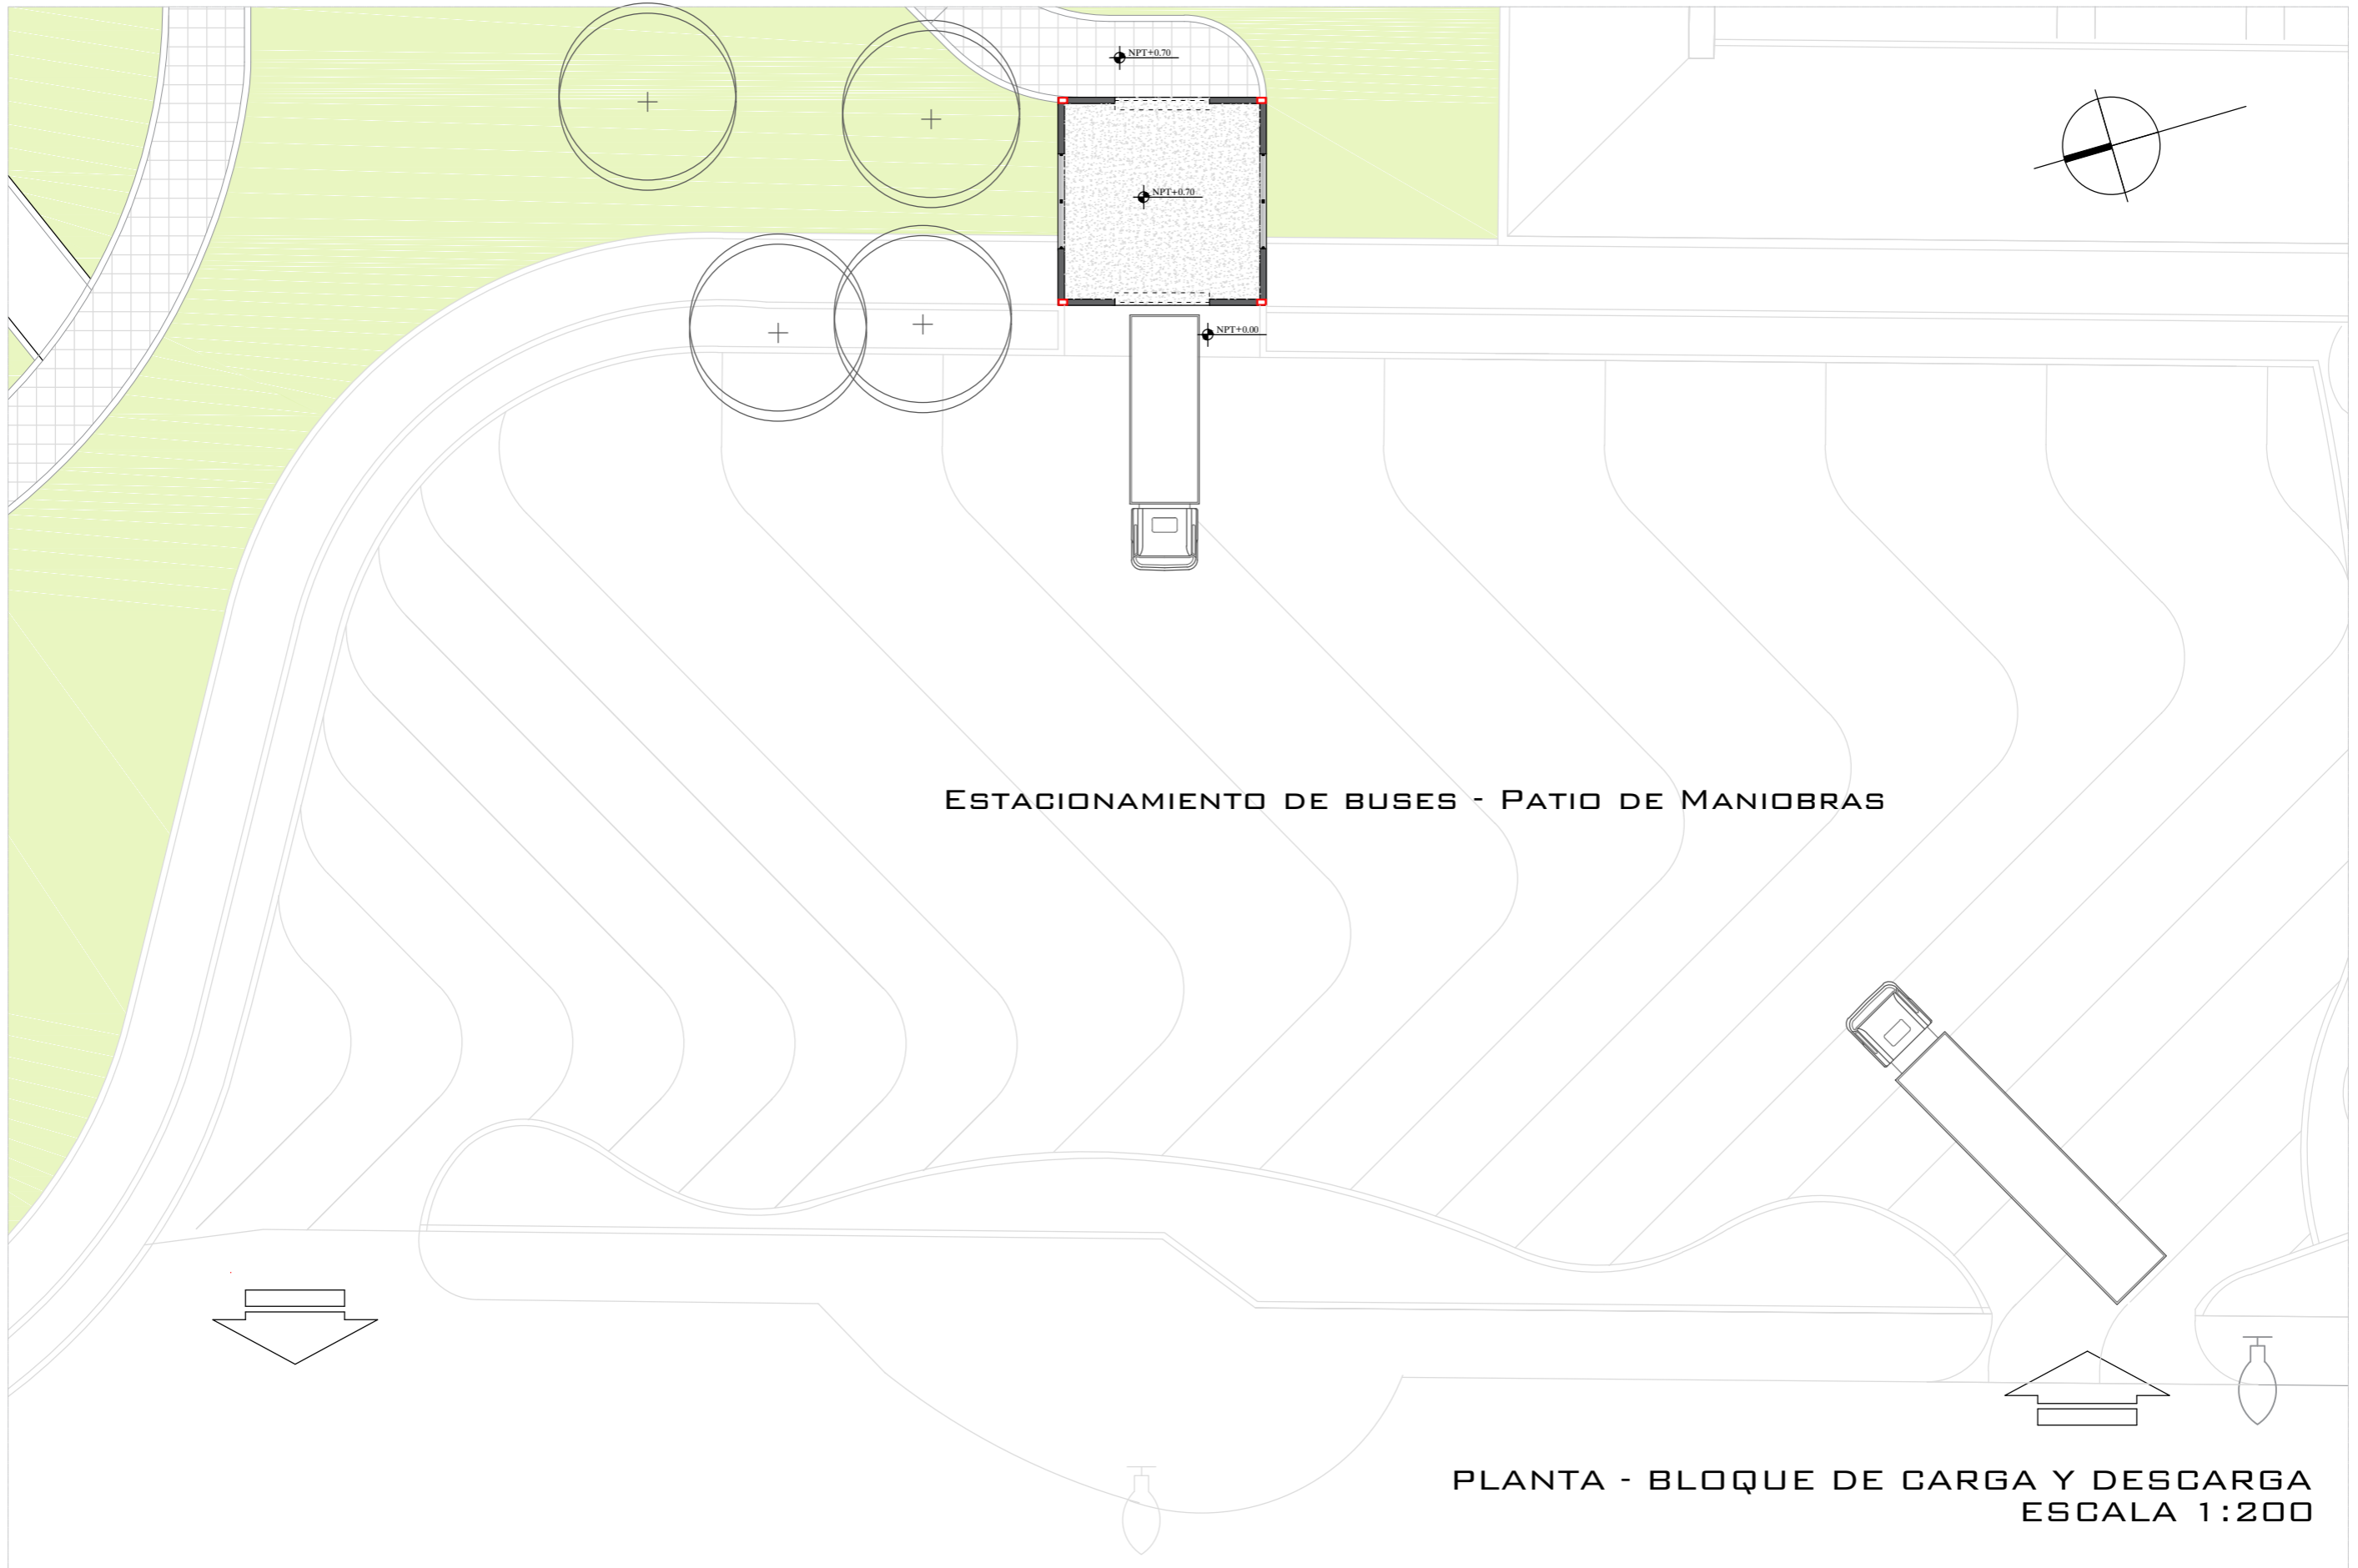 NPT+0.70
NPT+0.70
NPT+0.00
Estacionamiento de buses - Patio de Maniobras
PLANTA - BLOQUE DE CARGA Y DESCARGA
ESCALA 1:200